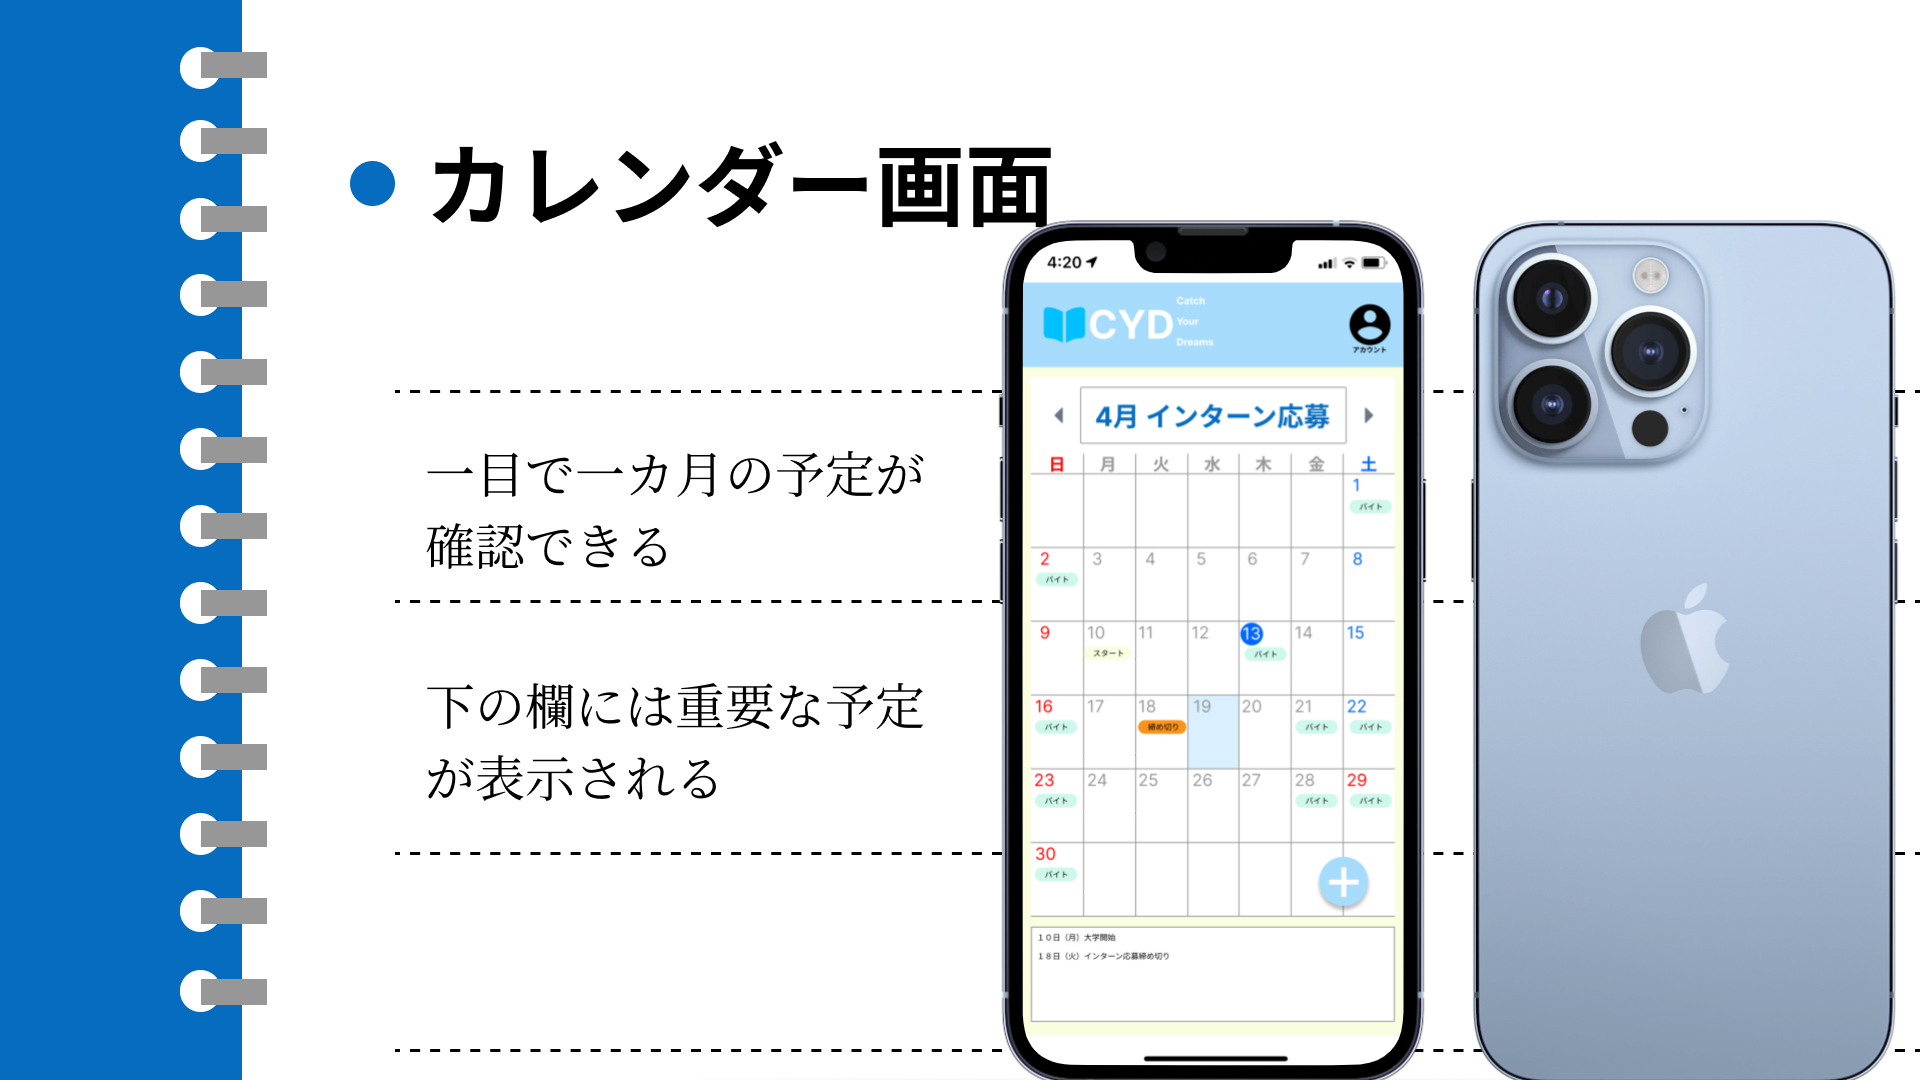 カレンダー画面
一目で一カ月の予定が
確認できる
下の欄には重要な予定
が表示される
4:20
CYD
Catch
Your
Dreams
アカウント
4月 インターン応募
日 月 火 水 木 金 土
1
バイト
2 3 4 5 6 7 8
バイト
9 10 11 12 13 14 15
スタート バイト
16 17 18 19 20 21 22
バイト 締め切り バイト バイト
23 24 25 26 27 28 29
バイト バイト バイト
30
バイト
10日（月）大学開始
18日（火）インターン応募締め切り